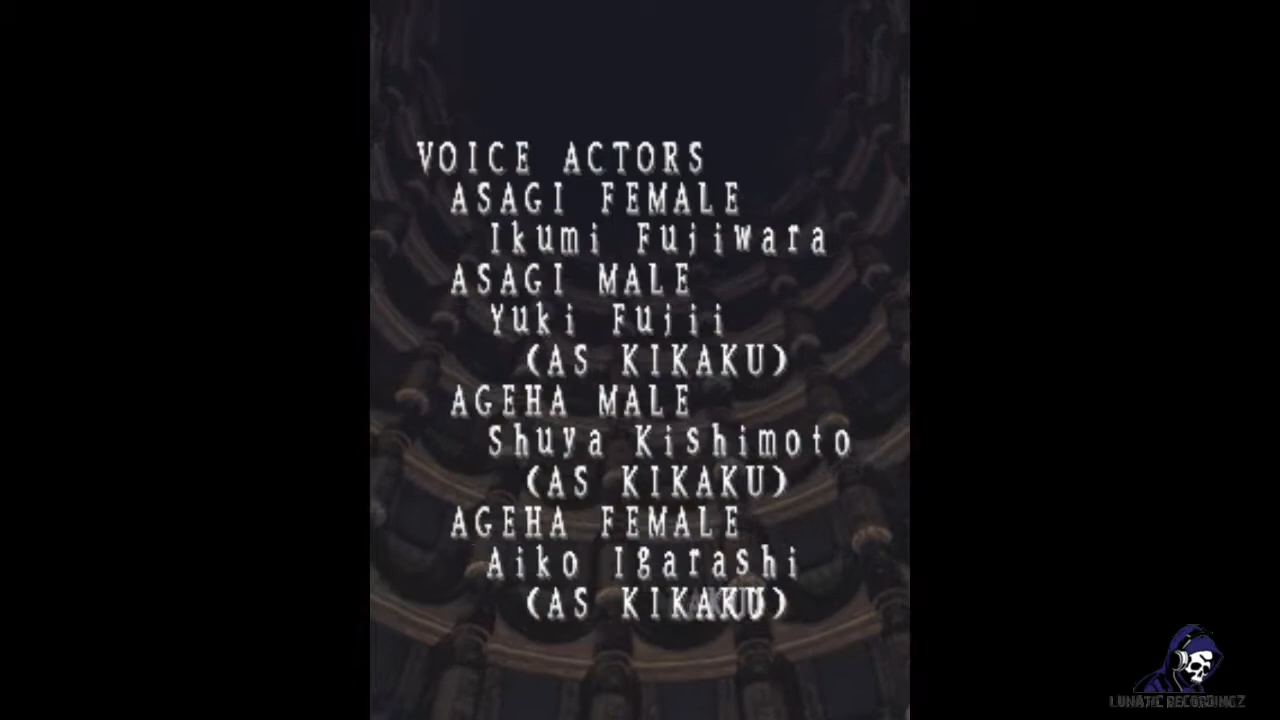 VOICE ACTORS
ASAGI FEMALE
Ikumi Fujiwara
ASAGI MALE
Yuki Fujii
(AS KIKAKU)
AGEHA MALE
Shuya Kishimoto
(AS KIKAKU)
AGEHA FEMALE
Aiko Igarashi
(AS KIKAKU)
LUNATIC RECORDINGZ